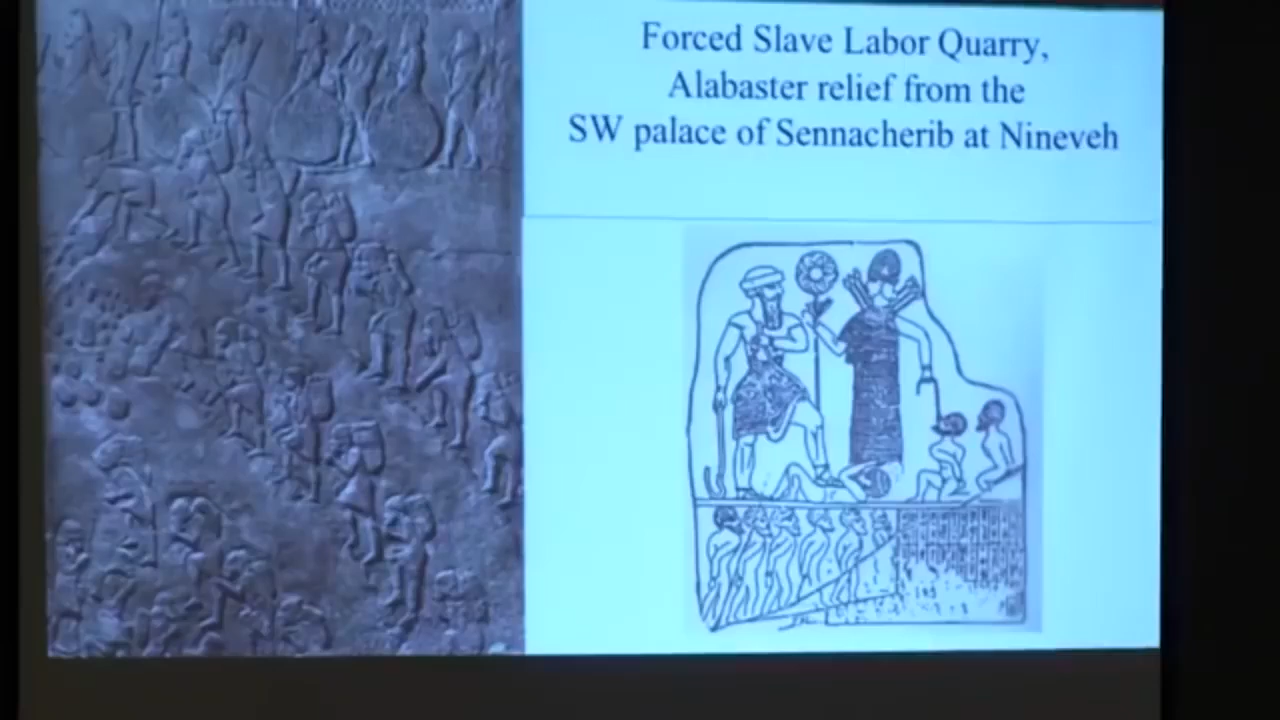 Forced Slave Labor Quarry,
Alabaster relief from the
SW palace of Sennacherib at Nineveh